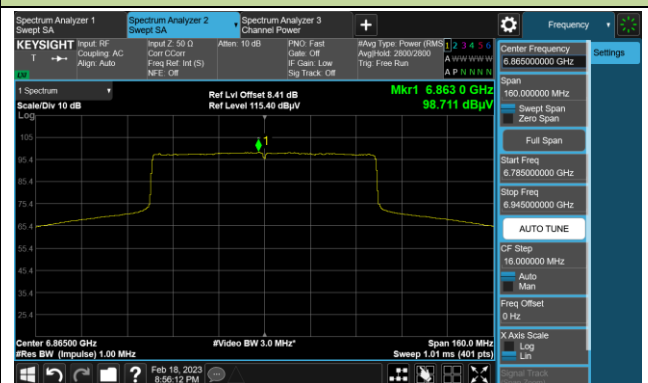 Spectrum Analyzer 1
Swept SA
Spectrum Analyzer 2
Swept SA
Spectrum Analyzer 3
Channel Power
+
Frequency
KEYSIGHT
T
LXI
Input: RF
Coupling: AC
Align: Auto
Input Z: 50 Ω
Corr CCorr
Freq Ref: Int (S)
NFE: Off
Atten: 10 dB
PNO: Fast
Gate: Off
IF Gain: Low
Sig Track: Off
#Avg Type: Power (RMS
Avg|Hold: 2800/2800
Trig: Free Run
1 2 3 4 5 6
A W W W W W
A P N N N N
Settings
1 Spectrum
Scale/Div 10 dB
Log
Ref Lvl Offset 8.41 dB
Ref Level 115.40 dBµV
Mkr1 6.863 0 GHz
98.711 dBµV
1
105
95.4
85.4
75.4
65.4
55.4
45.4
35.4
25.4
Center 6.86500 GHz
#Res BW (Impulse) 1.00 MHz
#Video BW 3.0 MHz*
Span 160.0 MHz
Sweep 1.01 ms (401 pts)
Center Frequency
6.865000000 GHz
Span
160.000000 MHz
Swept Span
Zero Span
Full Span
Start Freq
6.785000000 GHz
Stop Freq
6.945000000 GHz
AUTO TUNE
CF Step
16.000000 MHz
Auto
Man
Freq Offset
0 Hz
X Axis Scale
Log
Lin
Signal Track
?
Feb 18, 2023
8:56:12 PM